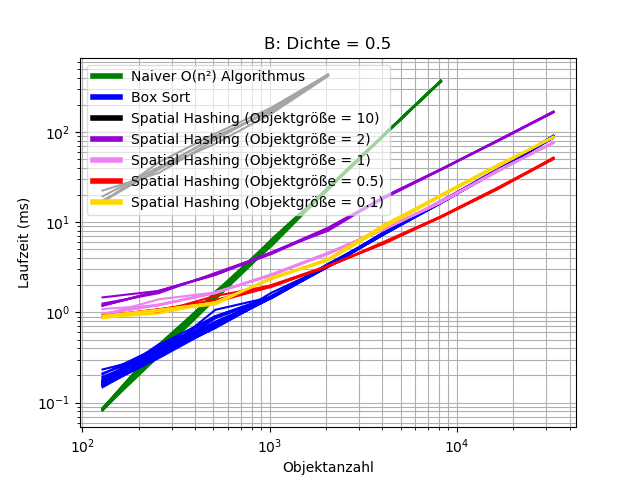 B: Dichte = 0.5
Naiver O(n²) Algorithmus
Box Sort
Spatial Hashing (Objektgröße = 10)
Spatial Hashing (Objektgröße = 2)
Spatial Hashing (Objektgröße = 1)
Spatial Hashing (Objektgröße = 0.5)
Spatial Hashing (Objektgröße = 0.1)
Laufzeit (ms)
10²
10¹
10⁰
10⁻¹
10²
10³
10⁴
Objektanzahl